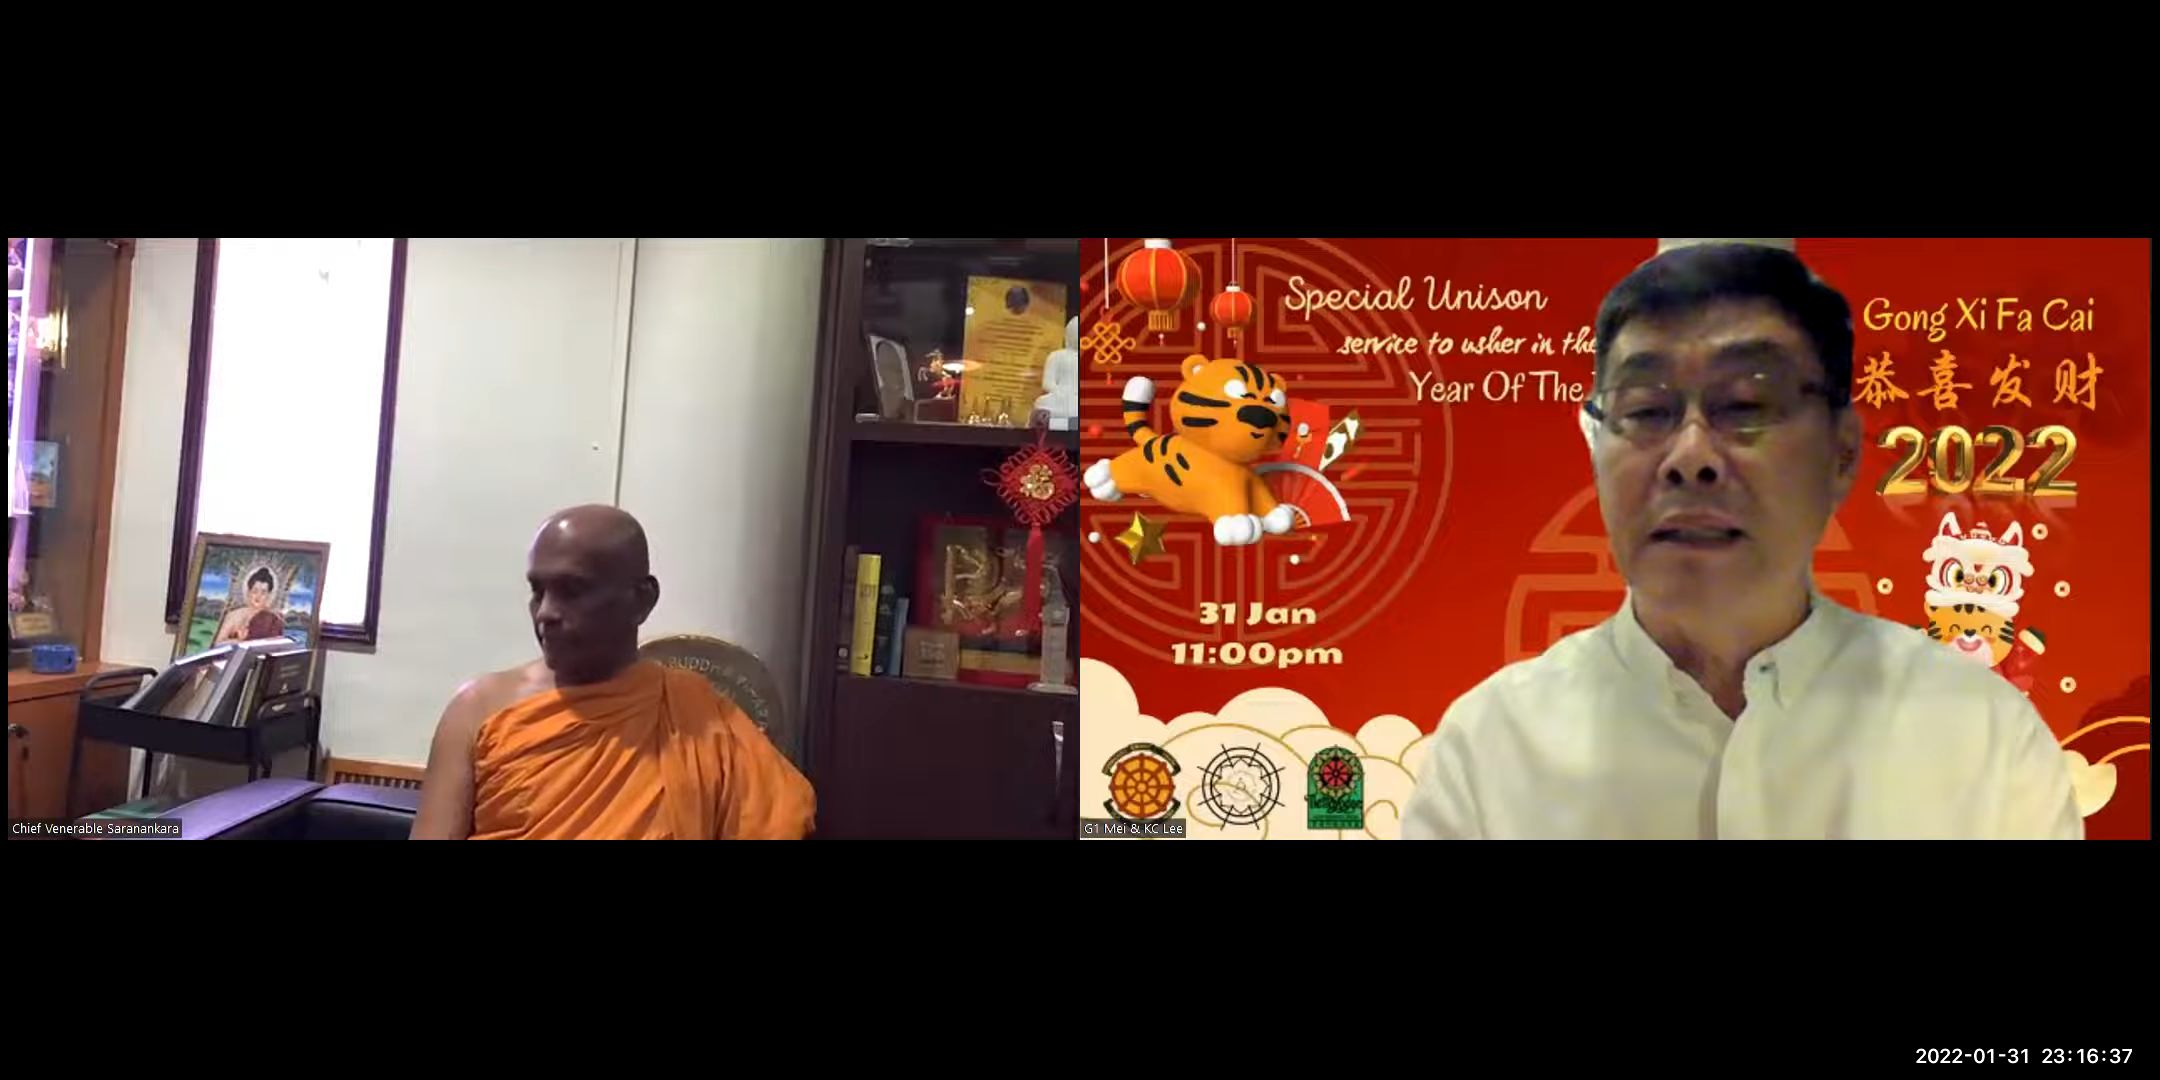 Special Unison
service to usher in the
Year Of The
Gong Xi Fa Cai
恭喜发财
2022
31 Jan
11:00pm
Chief Venerable Saranankara
G1 Mei & KC Lee
2022-01-31 23:16:37